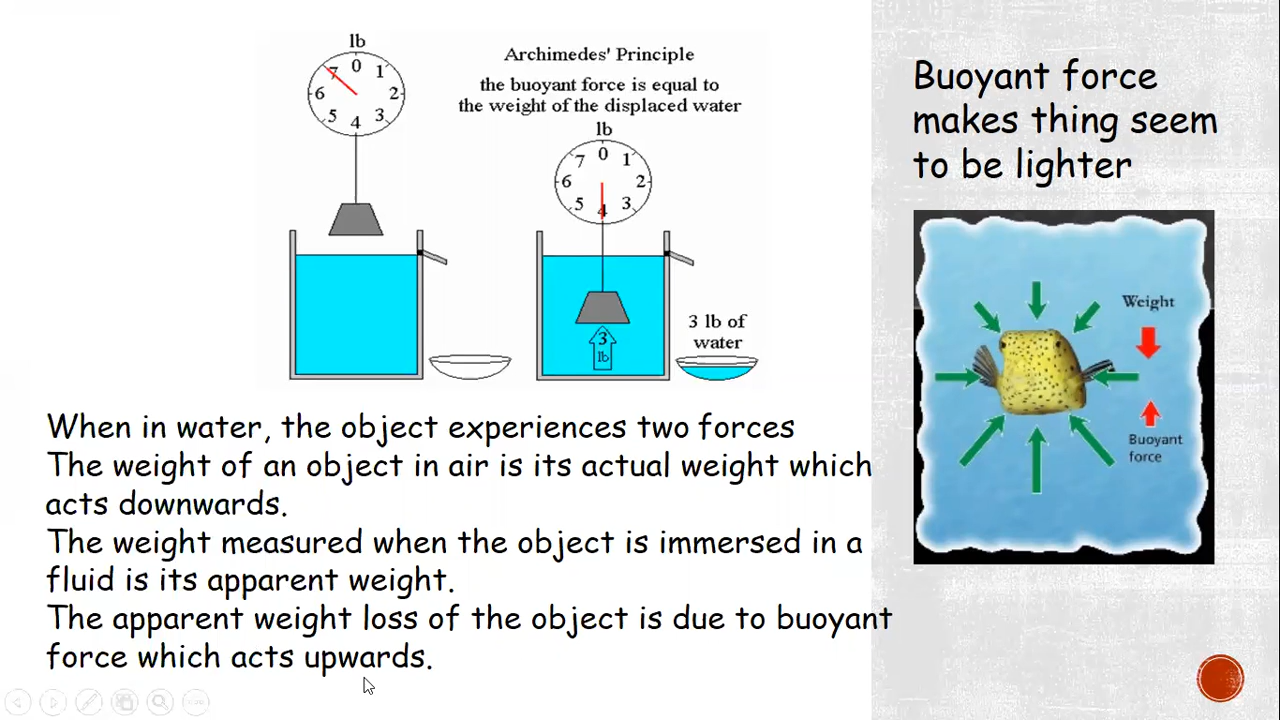 lb
0
1
2
3
4
5
6
7
Archimedes' Principle
the buoyant force is equal to
the weight of the displaced water
lb
0
1
2
3
4
5
6
7
3
lb
3 lb of
water
When in water, the object experiences two forces
The weight of an object in air is its actual weight which
acts downwards.
The weight measured when the object is immersed in a
fluid is its apparent weight.
The apparent weight loss of the object is due to buoyant
force which acts upwards.
Buoyant force
makes thing seem
to be lighter
Weight
Buoyant
force